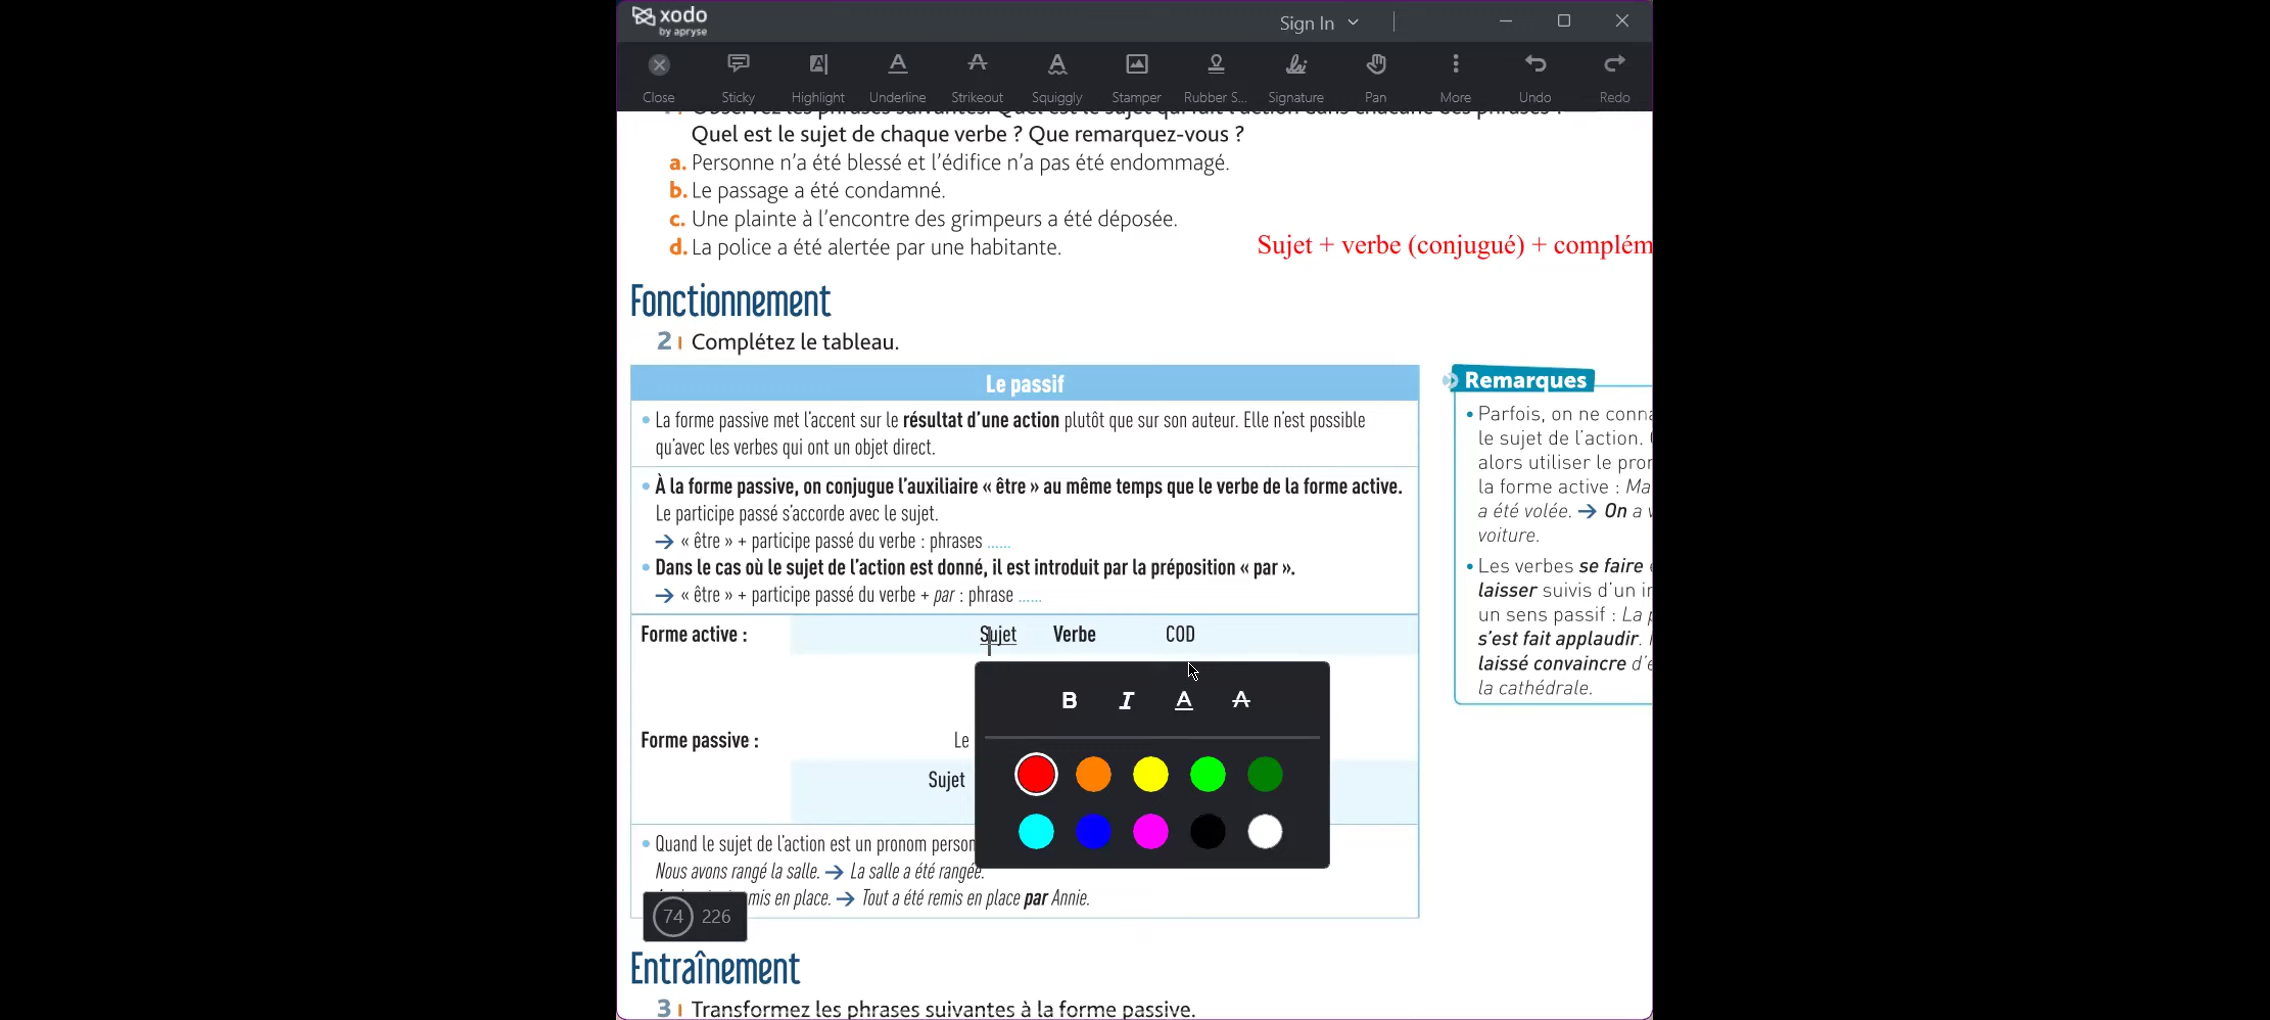 xodo
by apryse
Sign In
Close Sticky Highlight Underline Strikeout Squiggly Stamper Rubber S... Signature Pan More Undo Redo
Quel est le sujet de chaque verbe ? Que remarquez-vous ?
a. Personne n'a été blessé et l'édifice n'a pas été endommagé.
b. Le passage a été condamné.
c. Une plainte à l'encontre des grimpeurs a été déposée.
d. La police a été alertée par une habitante.
Sujet + verbe (conjugué) + complém
Fonctionnement
2 | Complétez le tableau.
Le passif
• La forme passive met l'accent sur le résultat d'une action plutôt que sur son auteur. Elle n'est possible
qu'avec les verbes qui ont un objet direct.
• À la forme passive, on conjugue l'auxiliaire « être » au même temps que le verbe de la forme active.
Le participe passé s'accorde avec le sujet.
→ « être » + participe passé du verbe : phrases ......
• Dans le cas où le sujet de l'action est donné, il est introduit par la préposition « par ».
→ « être » + participe passé du verbe + par : phrase ......
Forme active : Sujet Verbe COD
B I A A
Forme passive : Le
Sujet
• Quand le sujet de l'action est un pronom person
Nous avons rangé la salle. → La salle a été rangée.
mis en place. → Tout a été remis en place par Annie.
74 226
Remarques
• Parfois, on ne conna
le sujet de l'action.
alors utiliser le pro
la forme active : Ma
a été volée. → On a v
voiture.
• Les verbes se faire e
laisser suivis d'un i
un sens passif : La p
s'est fait applaudir.
laissé convaincre d'e
la cathédrale.
Entraînement
3 | Transformez les phrases suivantes à la forme passive.